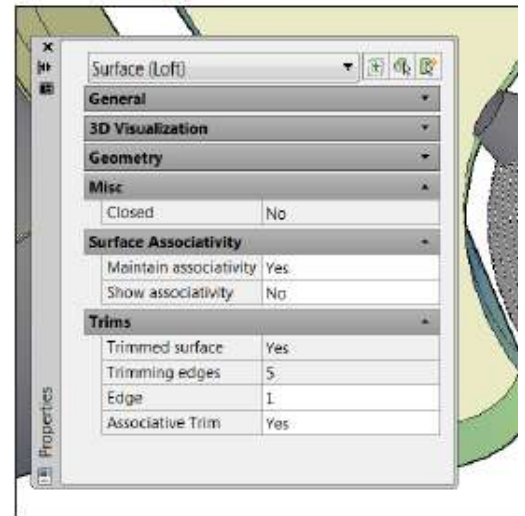 Surface (Loft)
General
3D Visualization
Geometry
Misc
Closed No
Surface Associativity
Maintain associativity Yes
Show associativity No
Trims
Trimmed surface Yes
Trimming edges 5
Edge 1
Associative Trim Yes
Properties